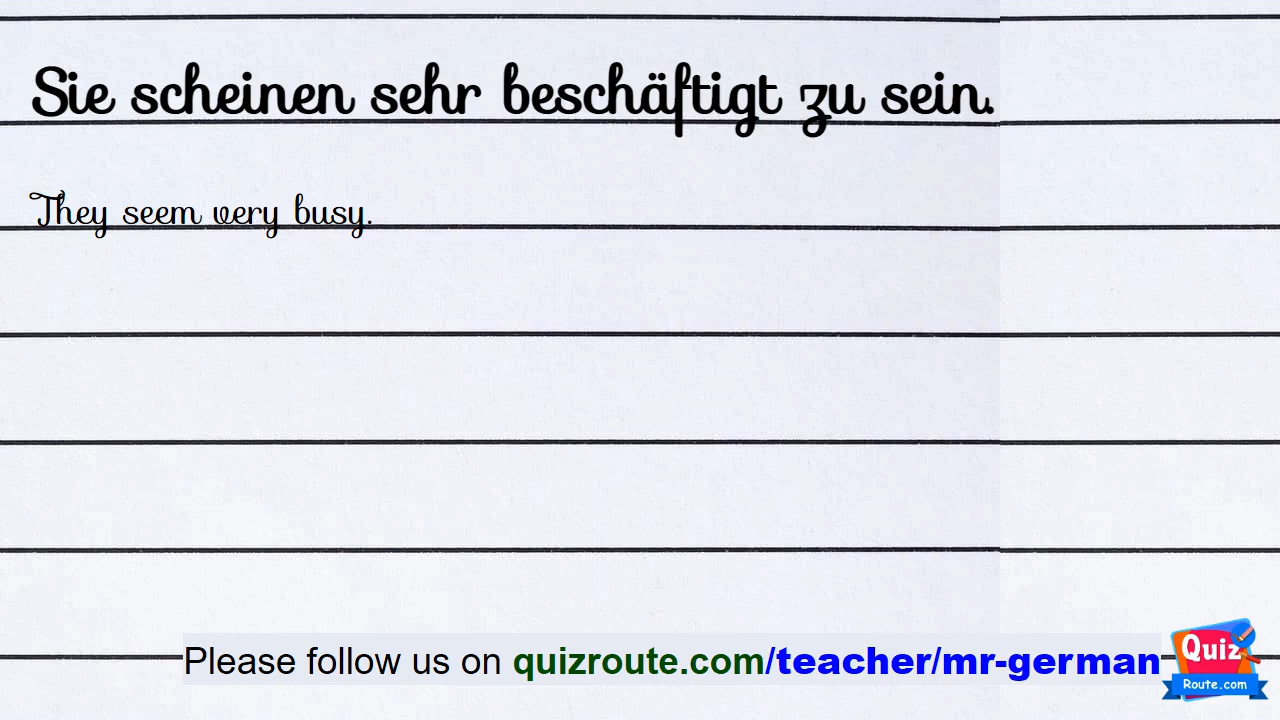 Sie scheinen sehr beschäftigt zu sein.
They seem very busy.
Please follow us on quizroute.com/teacher/mr-german
Quiz
Route.com